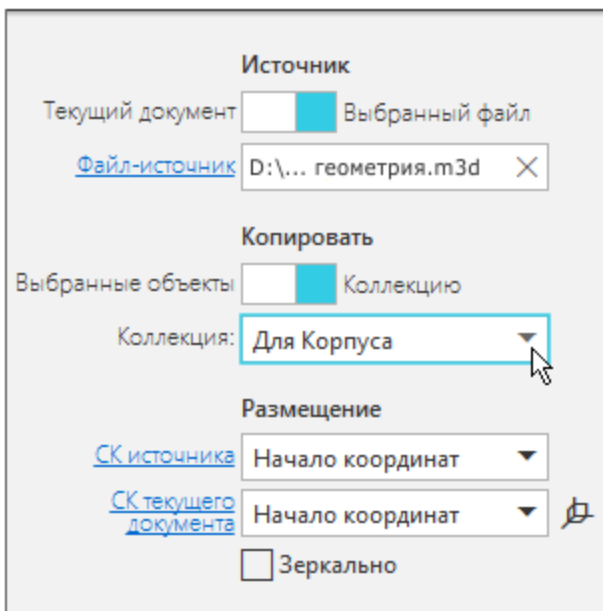 Источник
Текущий документ Выбранный файл
Файл-источник D:\... геометрия.m3d
Копировать
Выбранные объекты Коллекцию
Коллекция: Для Корпуса
Размещение
СК источника Начало координат
СК текущего
документа Начало координат
Зеркально